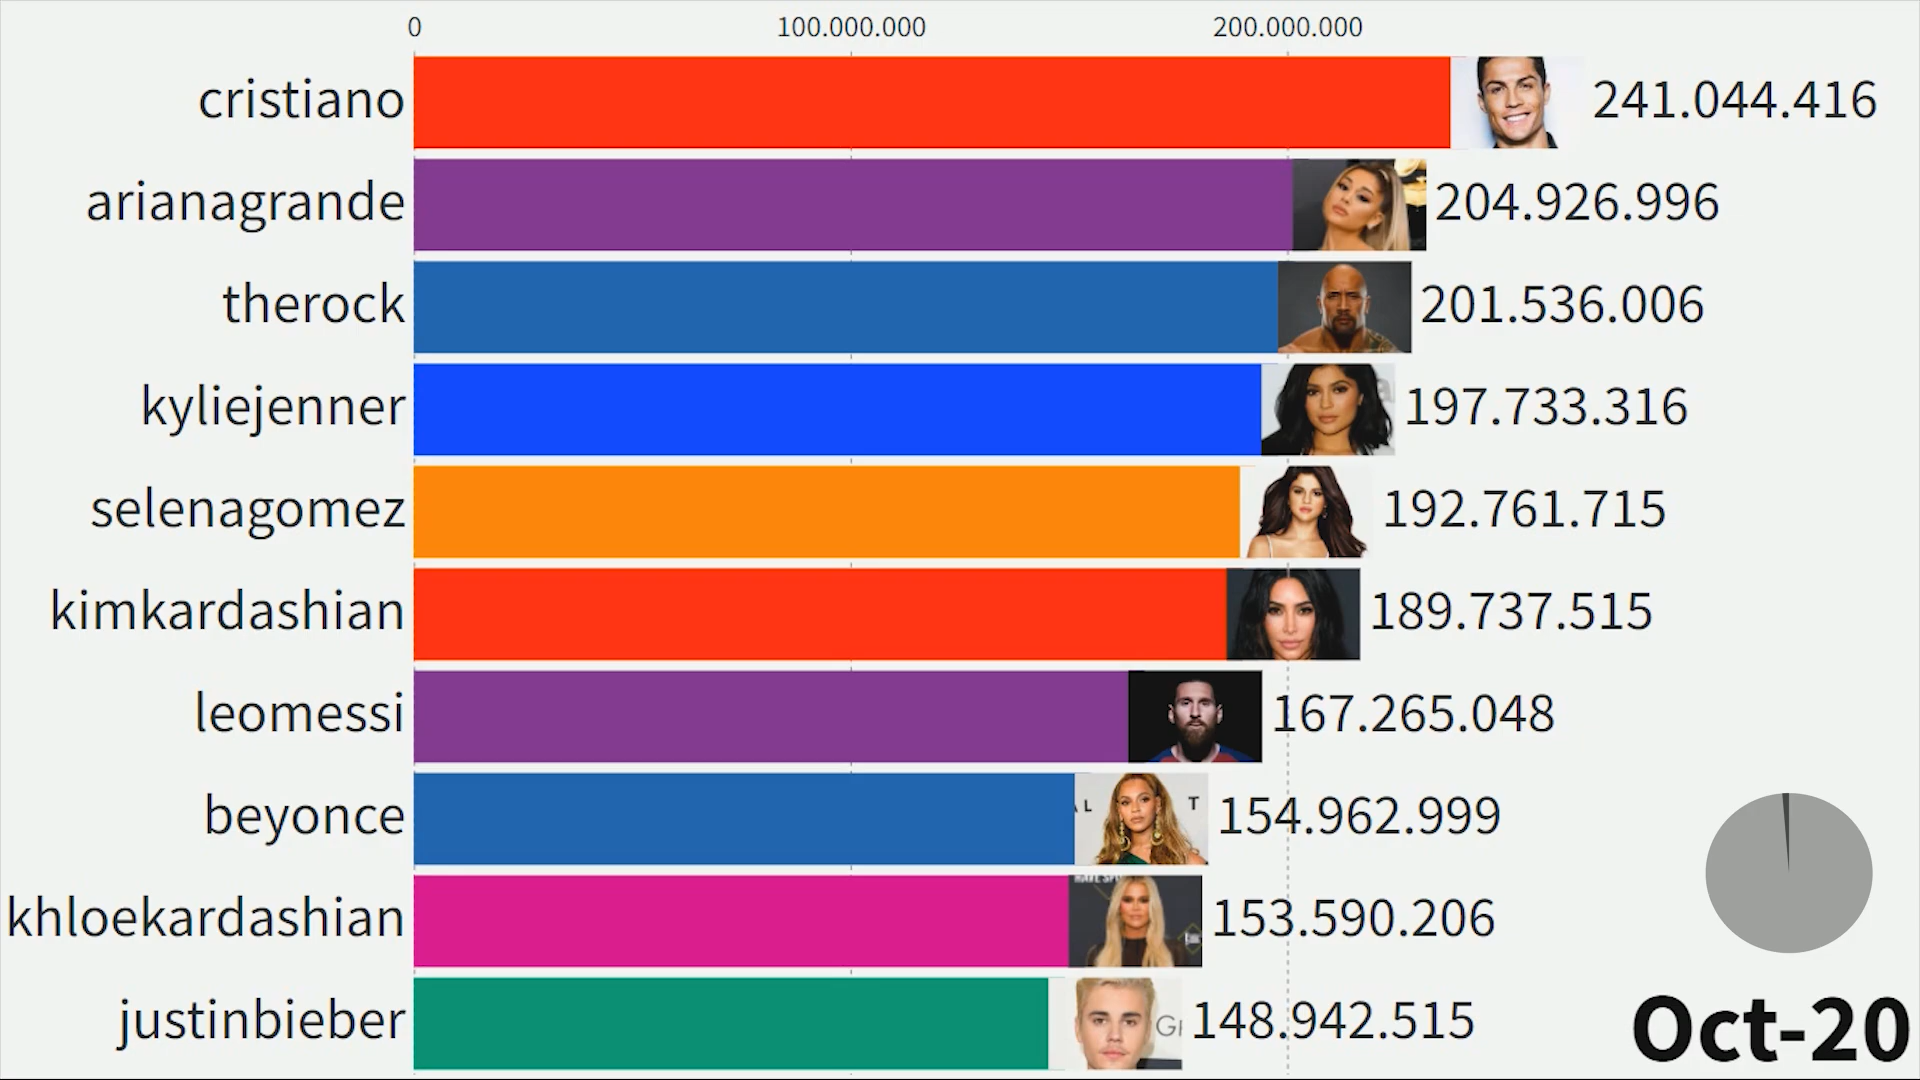 0 100.000.000 200.000.000
cristiano 241.044.416
arianagrande 204.926.996
therock 201.536.006
kyliejenner 197.733.316
selenagomez 192.761.715
kimkardashian 189.737.515
leomessi 167.265.048
beyonce 154.962.999
khloekardashian 153.590.206
justinbieber 148.942.515
Oct-20